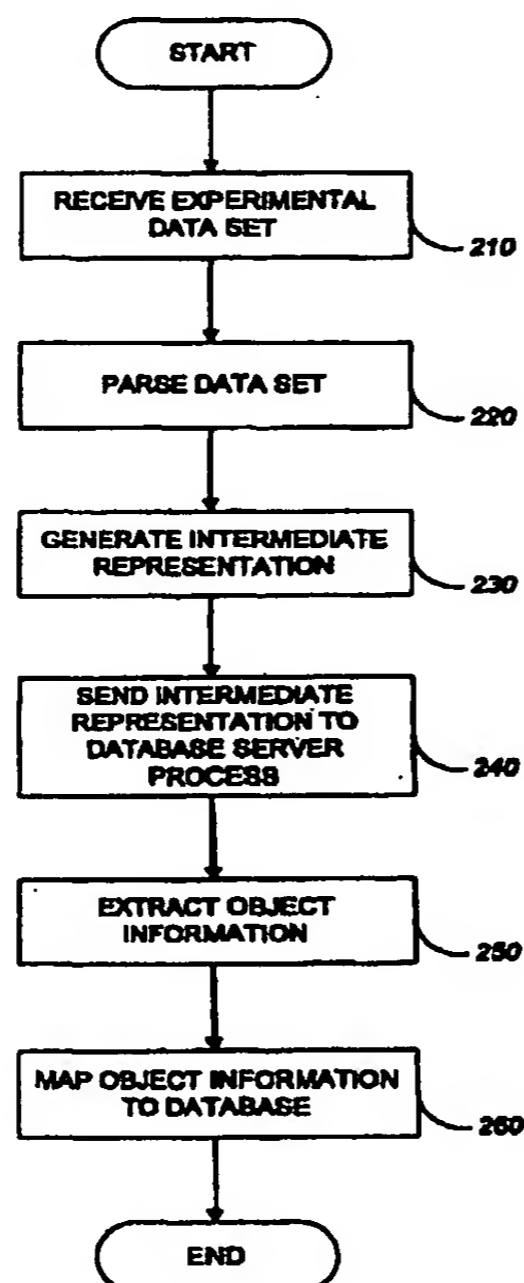 START
RECEIVE EXPERIMENTAL
DATA SET
210
PARSE DATA SET
220
GENERATE INTERMEDIATE
REPRESENTATION
230
SEND INTERMEDIATE
REPRESENTATION TO
DATABASE SERVER
PROCESS
240
EXTRACT OBJECT
INFORMATION
250
MAP OBJECT INFORMATION
TO DATABASE
260
END